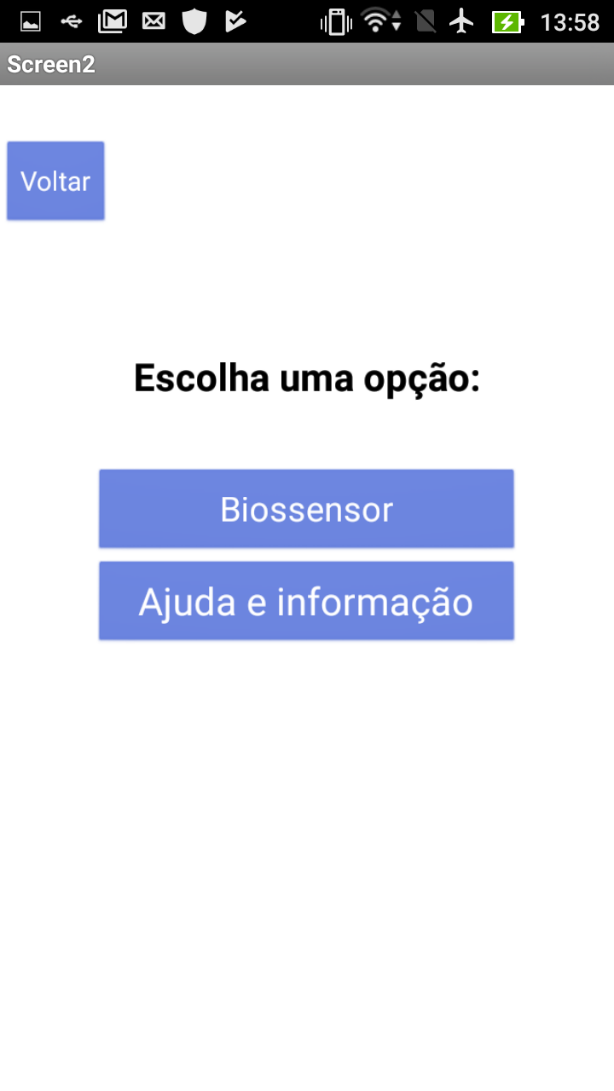 13:58
Screen2
Voltar
Escolha uma opção:
Biossensor
Ajuda e informação